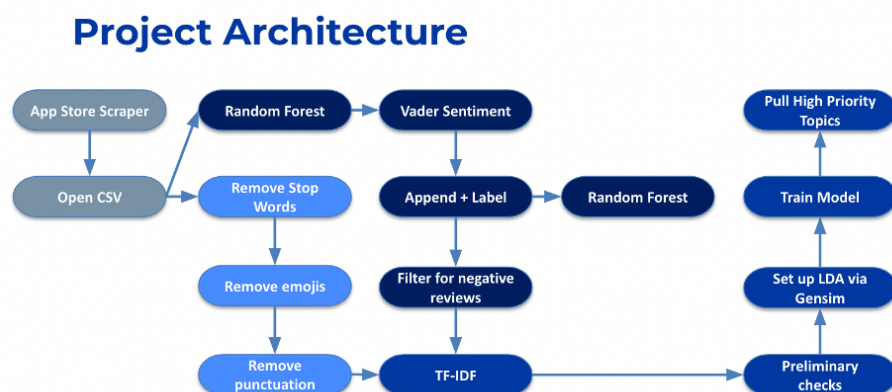 Project Architecture
App Store Scraper
Random Forest
Vader Sentiment
Pull High Priority
Topics
Open CSV
Remove Stop
Words
Append + Label
Random Forest
Train Model
Remove emojis
Filter for negative
reviews
Set up LDA via
Gensim
Remove
punctuation
TF-IDF
Preliminary
checks